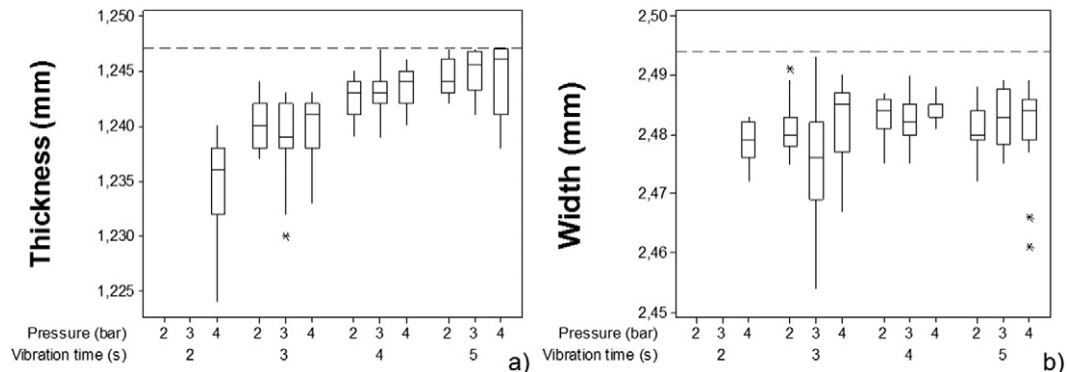 Thickness (mm)
1,250
1,245
1,240
1,235
1,230
1,225
Pressure (bar) 2 3 4 2 3 4 2 3 4 2 3 4
Vibration time (s) 2 3 4 5
a)
Width (mm)
2,50
2,49
2,48
2,47
2,46
2,45
Pressure (bar) 2 3 4 2 3 4 2 3 4 2 3 4
Vibration time (s) 2 3 4 5
b)